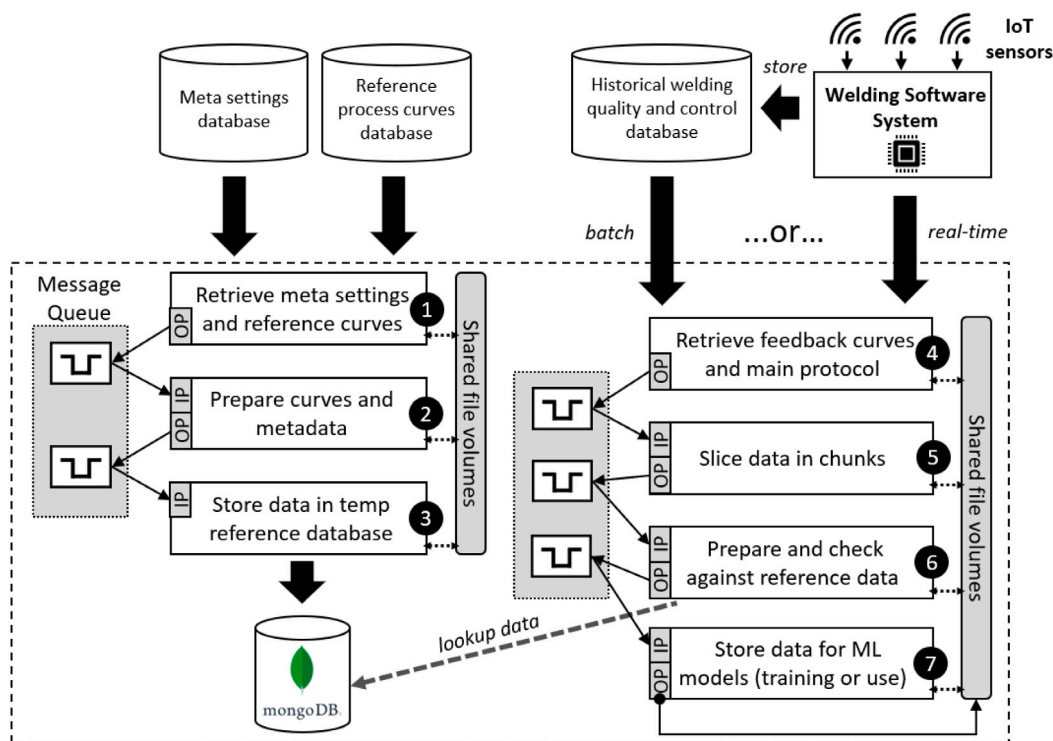 Meta settings
database
Reference
process curves
database
Historical welding
quality and control
database
store
IoT
sensors
Welding Software
System
batch
...or...
real-time
Message
Queue
Retrieve meta settings
and reference curves
1
OP
Prepare curves and
metadata
2
IP
OP
Store data in temp
reference database
3
IP
Shared file volumes
mongoDB.
lookup data
Retrieve feedback curves
and main protocol
4
OP
Slice data in chunks
5
IP
OP
Prepare and check
against reference data
6
IP
OP
Store data for ML
models (training or use)
7
IP
OP
Shared file volumes